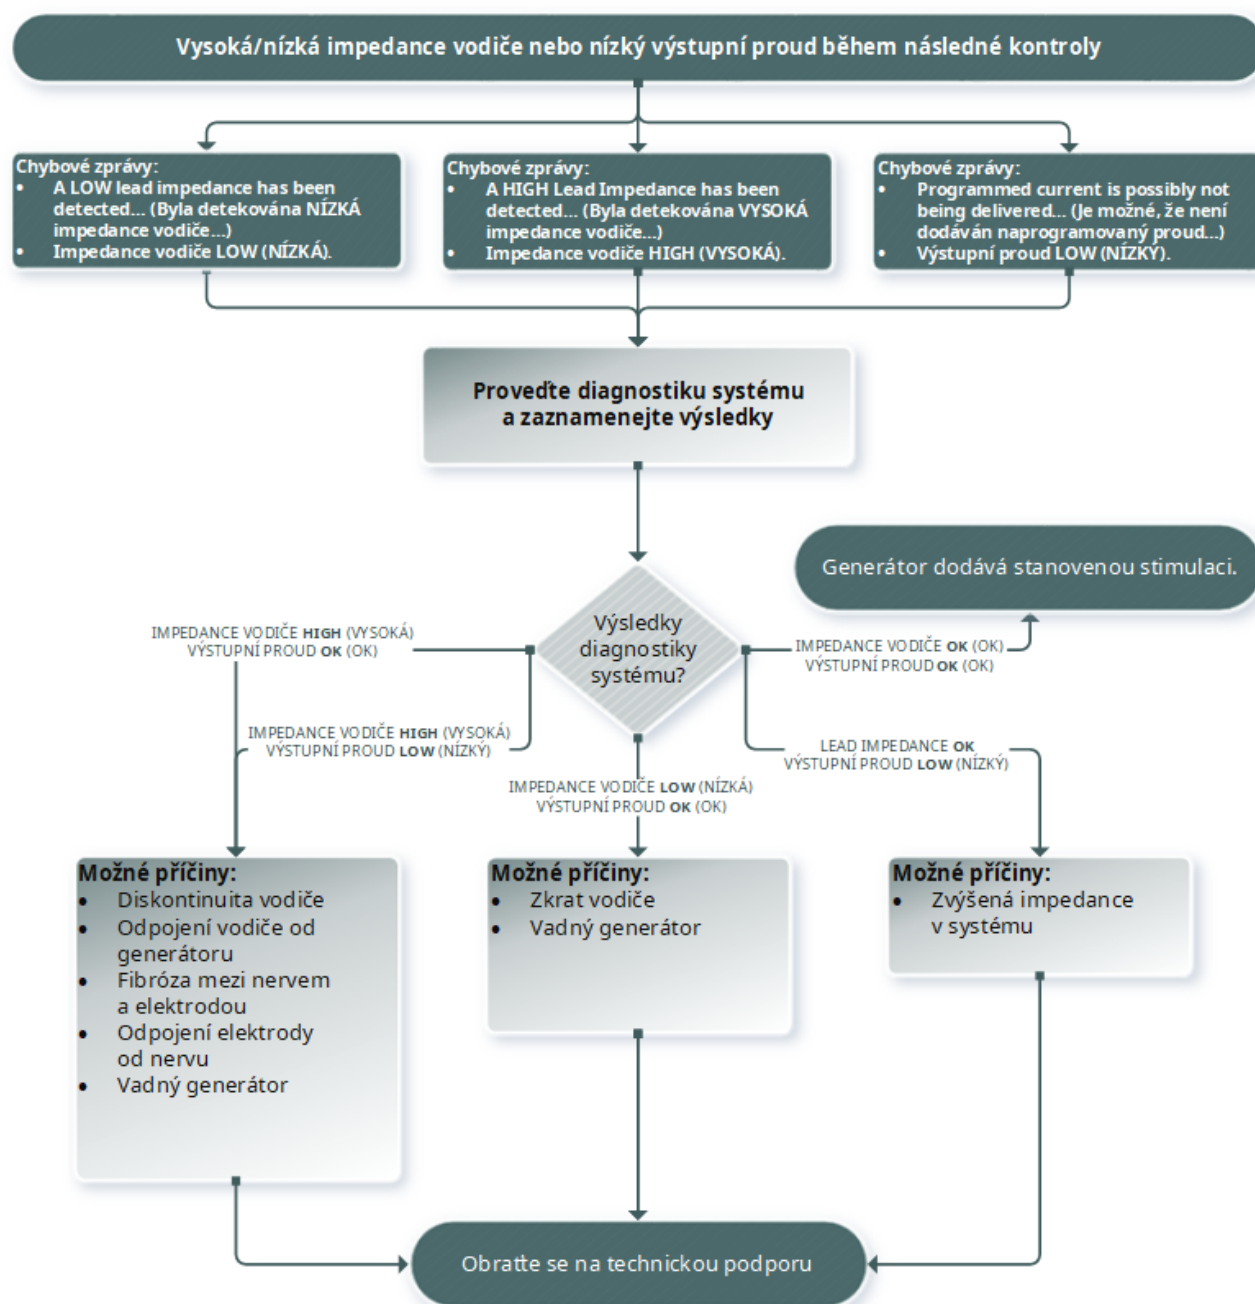 Vysoká/nízká impedance vodiče nebo nízký výstupní proud během následné kontroly
Chybové zprávy:
• A LOW lead impedance has been
detected... (Byla detekována NÍZKÁ
impedance vodiče...)
• Impedance vodiče LOW (NÍZKÁ).
Chybové zprávy:
• A HIGH Lead Impedance has been
detected... (Byla detekována VYSOKÁ
impedance vodiče...)
• Impedance vodiče HIGH (VYSOKÁ).
Chybové zprávy:
• Programmed current is possibly not
being delivered... (Je možné, že není
dodáván naprogramovaný proud...)
• Výstupní proud LOW (NÍZKÝ).
Proveďte diagnostiku systému
a zaznamenejte výsledky
Generátor dodává stanovenou stimulaci.
Výsledky
diagnostiky
systému?
IMPEDANCE VODIČE HIGH (VYSOKÁ)
VÝSTUPNÍ PROUD OK (OK)
IMPEDANCE VODIČE OK (OK)
VÝSTUPNÍ PROUD OK (OK)
IMPEDANCE VODIČE HIGH (VYSOKÁ)
VÝSTUPNÍ PROUD LOW (NÍZKÝ)
LEAD IMPEDANCE OK
VÝSTUPNÍ PROUD LOW (NÍZKÝ)
IMPEDANCE VODIČE LOW (NÍZKÁ)
VÝSTUPNÍ PROUD OK (OK)
Možné příčiny:
• Diskontinuita vodiče
• Odpojení vodiče od
generátoru
• Fibróza mezi nervem
a elektrodou
• Odpojení elektrody
od nervu
• Vadný generátor
Možné příčiny:
• Zkrat vodiče
• Vadný generátor
Možné příčiny:
• Zvýšená impedance
v systému
Obraťte se na technickou podporu